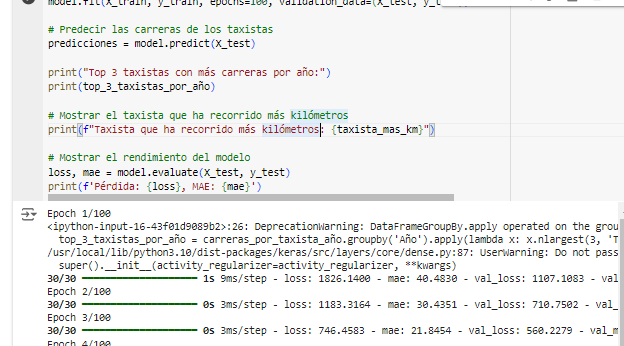 model.fit(X_train, y_train, epochs=100, validation_data=(X_test, y_t
# Predecir las carreras de los taxistas
predicciones = model.predict(X_test)
print("Top 3 taxistas con más carreras por año:")
print(top_3_taxistas_por_año)
# Mostrar el taxista que ha recorrido más kilómetros
print(f"Taxista que ha recorrido más kilómetros: {taxista_mas_km}")
# Mostrar el rendimiento del modelo
loss, mae = model.evaluate(X_test, y_test)
print(f'Pérdida: {loss}, MAE: {mae}')
Epoch 1/100
<ipython-input-16-43f01d9089b2>:26: DeprecationWarning: DataFrameGroupBy.apply operated on the grou
top_3_taxistas_por_año = carreras_por_taxista_año.groupby('Año').apply(lambda x: x.nlargest(3, 'T
/usr/local/lib/python3.10/dist-packages/keras/src/layers/core/dense.py:87: UserWarning: Do not pass
super().__init__(activity_regularizer=activity_regularizer, **kwargs)
30/30 ━━━━━━━━━━━━━━━━━━━━ 1s 9ms/step - loss: 1826.1400 - mae: 40.4830 - val_loss: 1107.1083 - val
Epoch 2/100
30/30 ━━━━━━━━━━━━━━━━━━━━ 0s 3ms/step - loss: 1183.3164 - mae: 30.4351 - val_loss: 710.7502 - val_
Epoch 3/100
30/30 ━━━━━━━━━━━━━━━━━━━━ 0s 3ms/step - loss: 746.4583 - mae: 21.8454 - val_loss: 560.2279 - val_m
Epoch 4/100